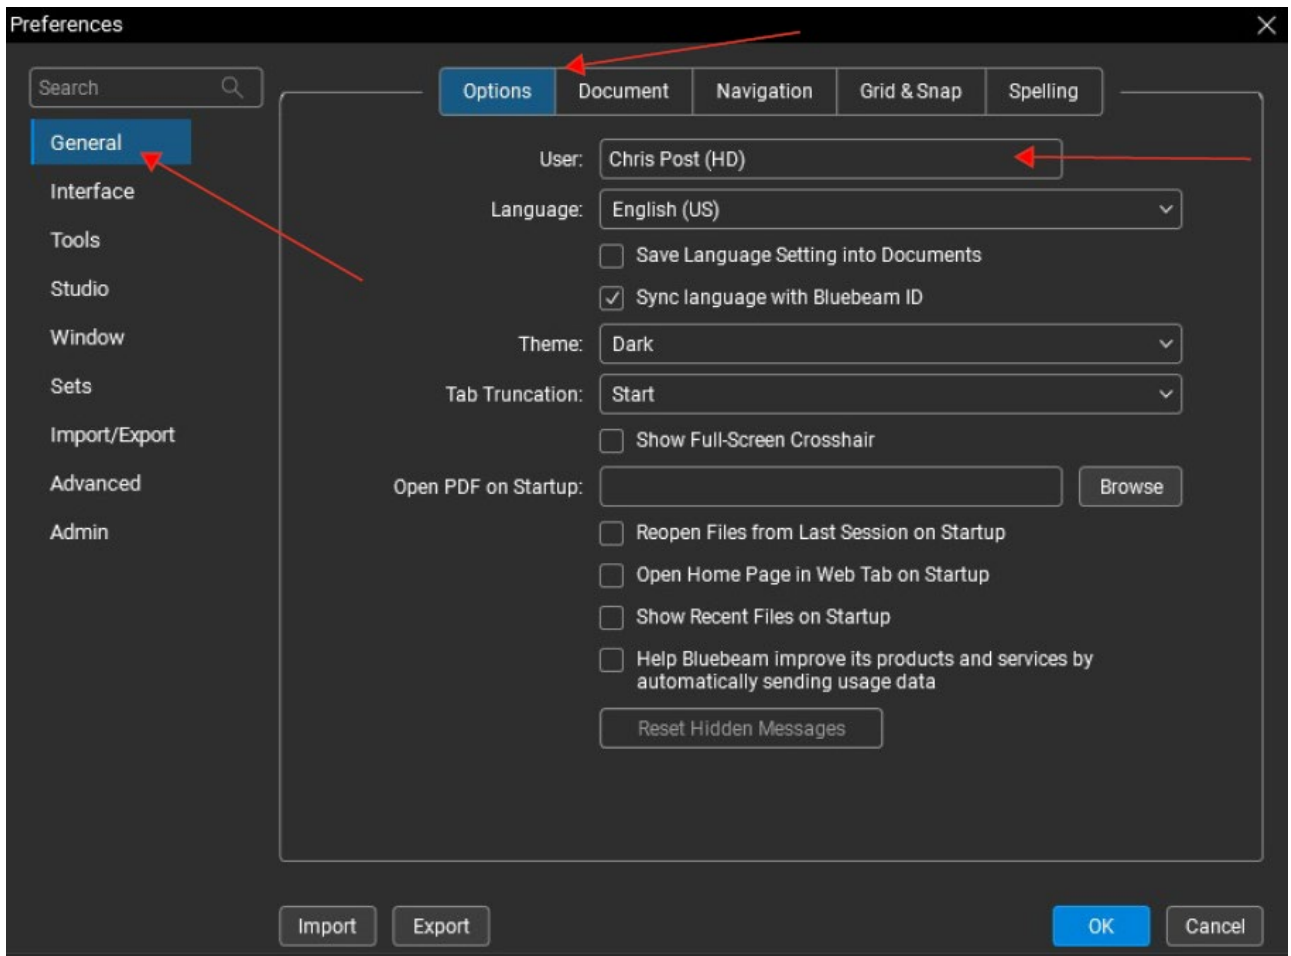 Preferences
Search
General
Interface
Tools
Studio
Window
Sets
Import/Export
Advanced
Admin
Options Document Navigation Grid & Snap Spelling
User: Chris Post (HD)
Language: English (US)
Save Language Setting into Documents
Sync language with Bluebeam ID
Theme: Dark
Tab Truncation: Start
Show Full-Screen Crosshair
Open PDF on Startup: Browse
Reopen Files from Last Session on Startup
Open Home Page in Web Tab on Startup
Show Recent Files on Startup
Help Bluebeam improve its products and services by
automatically sending usage data
Reset Hidden Messages
Import Export OK Cancel